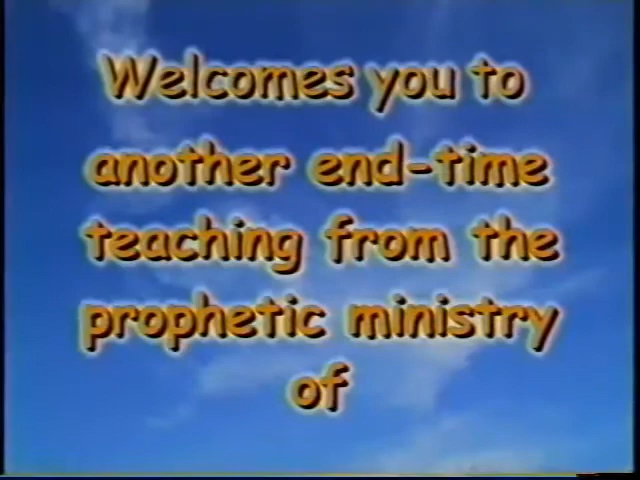 Welcomes you to
another end-time
teaching from the
prophetic ministry
of